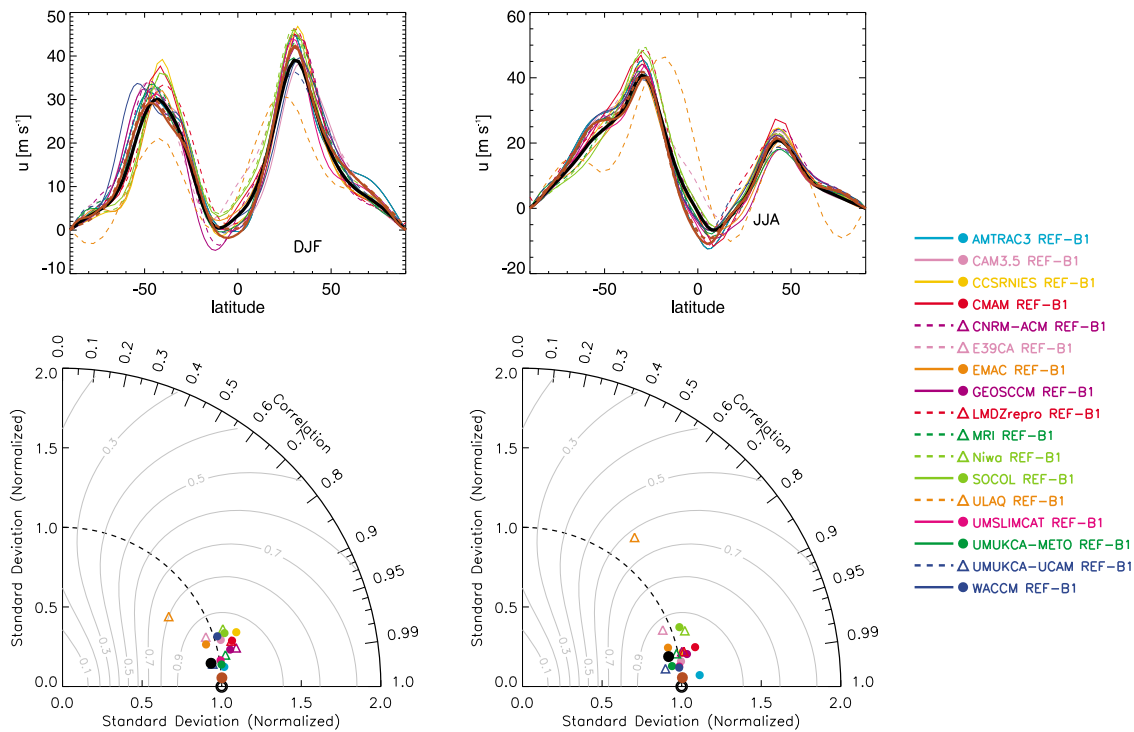 50
40
30
20
10
0
-10
u [m s⁻¹]
DJF
-50
0
50
latitude
60
40
20
0
-20
u [m s⁻¹]
JJA
-50
0
50
latitude
AMTRAC3 REF-B1
CAM3.5 REF-B1
CCSRNIES REF-B1
CMAM REF-B1
CNRM-ACM REF-B1
E39CA REF-B1
EMAC REF-B1
GEOSCCM REF-B1
LMDZrepro REF-B1
MRI REF-B1
Niwa REF-B1
SOCOL REF-B1
ULAQ REF-B1
UMSLIMCAT REF-B1
UMUKCA-METO REF-B1
UMUKCA-UCAM REF-B1
WACCM REF-B1
0.0
0.1
0.2
0.3
0.4
0.5
0.6
0.7
0.8
0.9
0.95
0.99
1.0
Correlation
2.0
1.5
1.0
0.5
0.0
Standard Deviation (Normalized)
0.3
0.5
0.7
0.1
0.7
0.9
0.0
0.5
1.0
1.5
2.0
Standard Deviation (Normalized)
0.0
0.1
0.2
0.3
0.4
0.5
0.6
0.7
0.8
0.9
0.95
0.99
1.0
Correlation
2.0
1.5
1.0
0.5
0.0
Standard Deviation (Normalized)
0.3
0.5
0.7
0.1
0.7
0.9
0.0
0.5
1.0
1.5
2.0
Standard Deviation (Normalized)